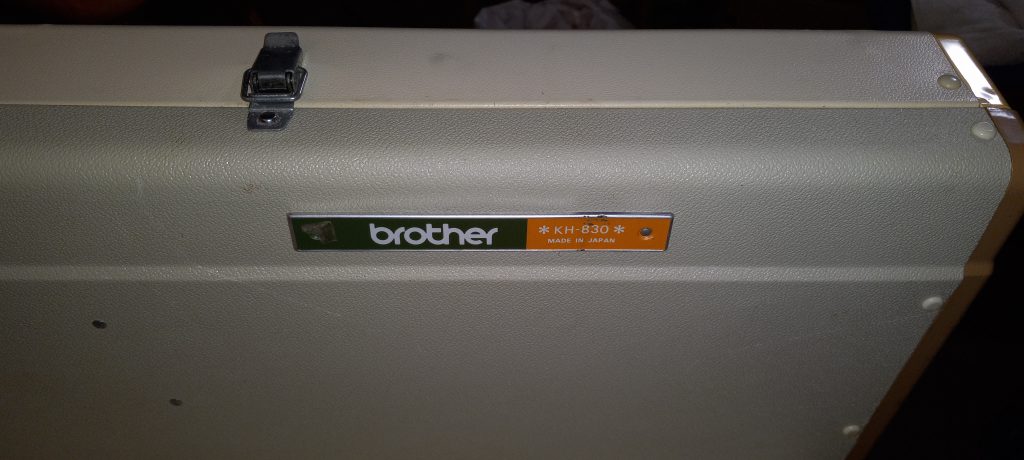 brother
* KH-830 *
MADE IN JAPAN